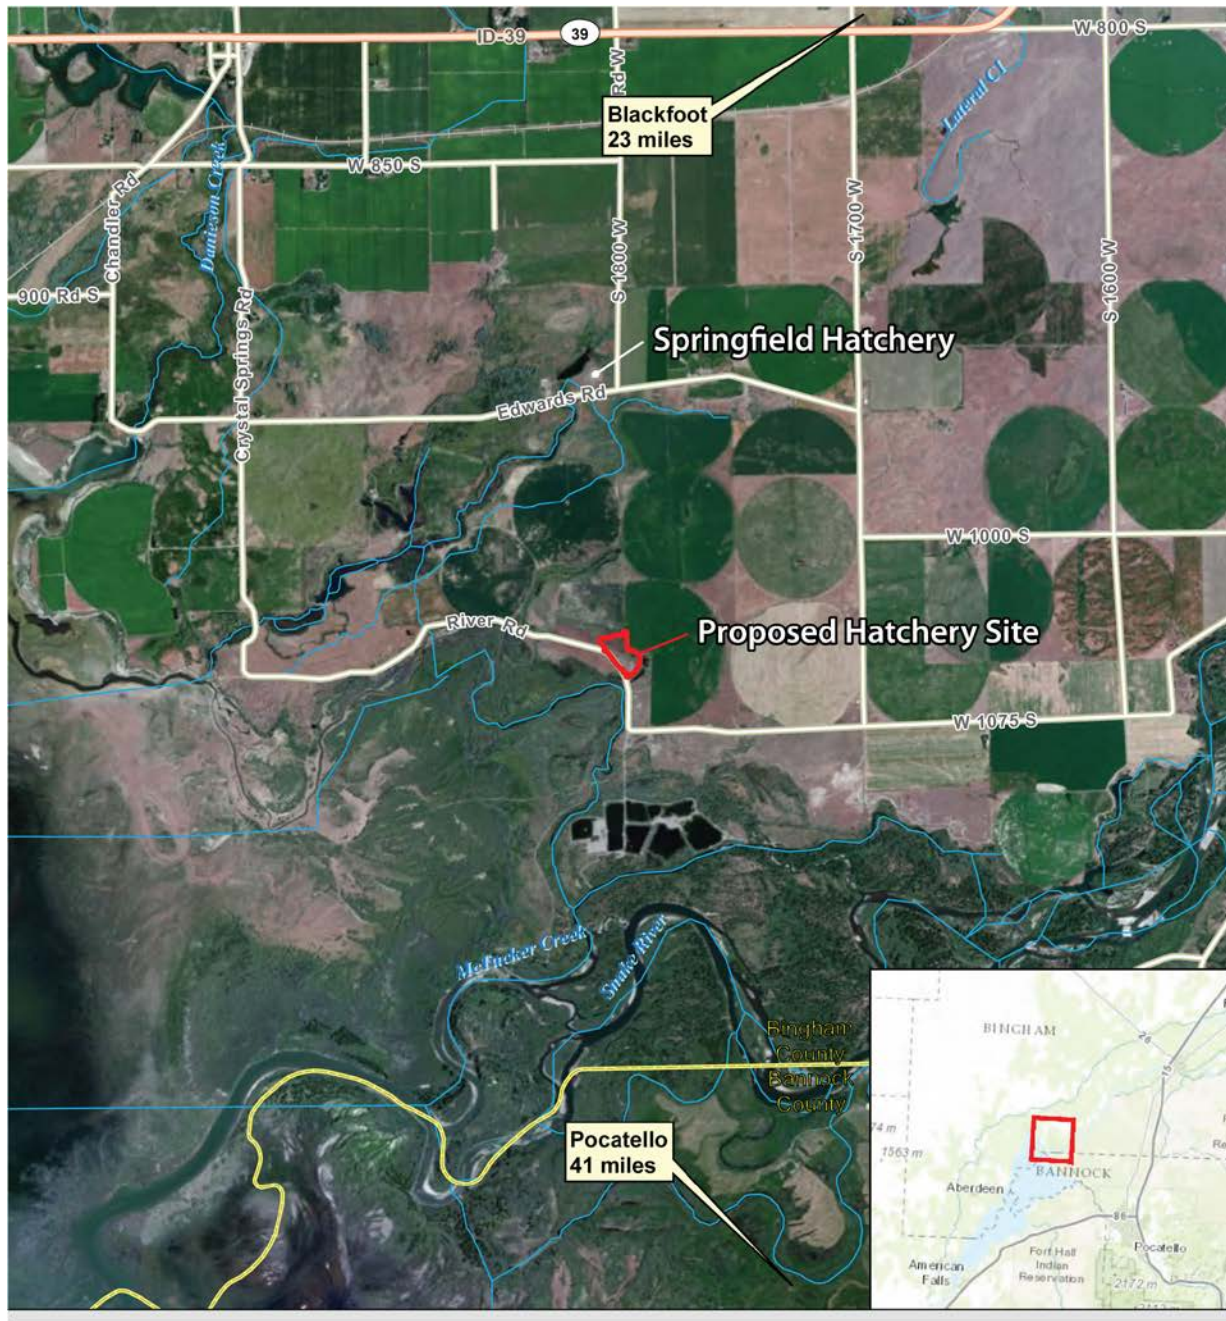 ID-39
39
W 800 S
Rd W
Blackfoot
23 miles
Lateral C1
W 850 S
Chandler Rd
Danielson Creek
S 1800 W
S 1700 W
S 1600 W
900 Rd S
Crystal Springs Rd
Springfield Hatchery
Edwards Rd
W 1000 S
River Rd
Proposed Hatchery Site
W 1075 S
McTucker Creek
Snake River
Bingham
County
Bannock
County
Pocatello
41 miles
BINGHAM
26
15
74 m
1563 m
BANNOCK
Aberdeen
86
Pocatello
American
Falls
Fort Hall
Indian
Reservation
2172 m